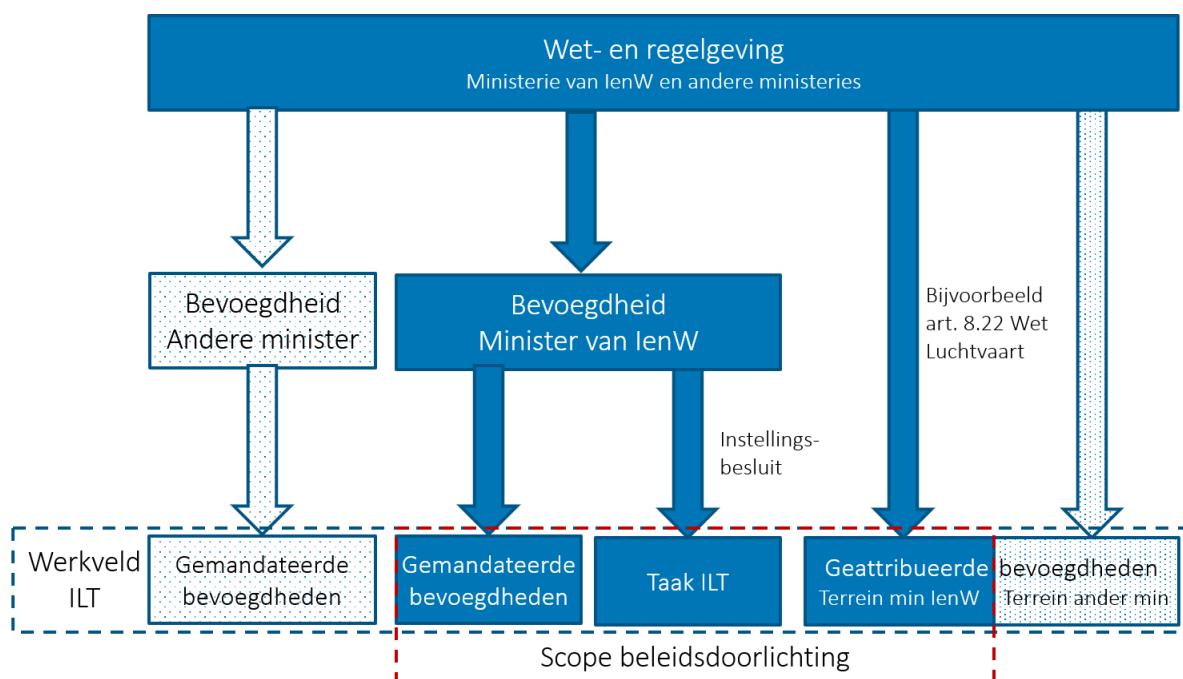 Wet- en regelgeving
Ministerie van IenW en andere ministeries
Bevoegdheid
Andere minister
Bevoegdheid
Minister van IenW
Bijvoorbeeld
art. 8.22 Wet
Luchtvaart
Instellings-
besluit
Werkveld
ILT
Gemandateerde
bevoegdheden
Gemandateerde
bevoegdheden
Taak ILT
Geattribueerde bevoegdheden
Terrein min IenW
Terrein ander min
Scope beleidsdoorlichting